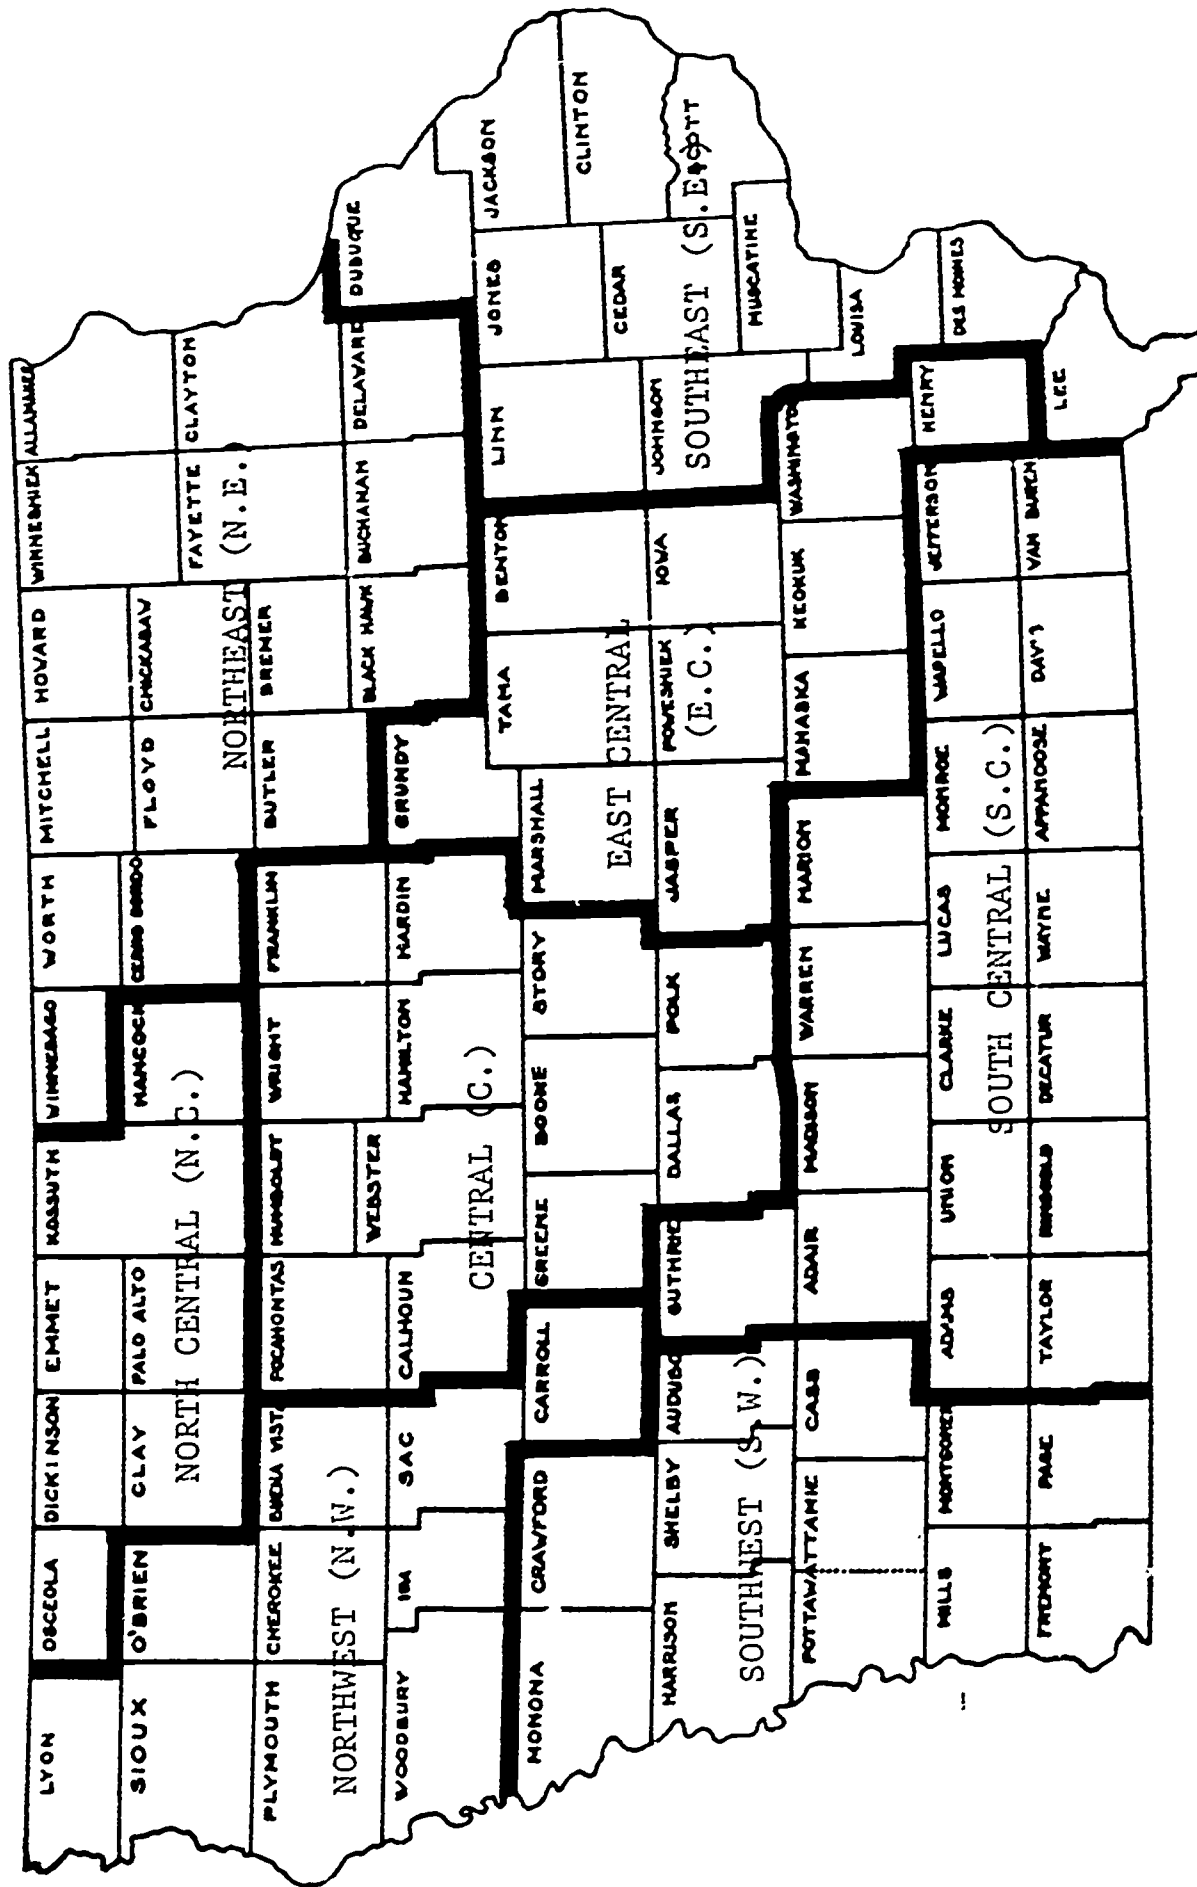 LYON
OSCEOLA
DICKINSON
EMMET
KOSSUTH
WINNEBAGO
WORTH
MITCHELL
HOWARD
WINNESHIEK
ALLAMAKEE
SIOUX
O'BRIEN
CLAY
PALO ALTO
HANCOCK
CERRO GORDO
FLOYD
CHICKASAW
FAYETTE
CLAYTON
NORTH CENTRAL (N.C.)
NORTHEAST (N.E.)
PLYMOUTH
CHEROKEE
BUENA VISTA
POCAHONTAS
HUMBOLDT
WRIGHT
FRANKLIN
BUTLER
BREMER
NORTHWEST (N.W.)
WEBSTER
BLACK HAWK
BUCHANAN
DELAWARE
DUBUQUE
WOODBURY
IDA
SAC
CALHOUN
HAMILTON
HARDIN
GRUNDY
CENTRAL (C.)
TAMA
BENTON
LINN
JONES
JACKSON
MONONA
CRAWFORD
CARROLL
GREENE
BOONE
STORY
MARSHALL
CLINTON
CEDAR
EAST CENTRAL
(E.C.)
HARRISON
SHELBY
AUDUBO
GUTHRIE
DALLAS
POLK
JASPER
POWESHIEK
IOWA
JOHNSON
SCOTT
SOUTHEAST (S.E.)
MUSCATINE
SOUTHWEST (S.W.)
POTTAWATTAMIE
CASS
ADAIR
MADISON
WARREN
MARION
MAHASKA
KEOKUK
WASHINGTO
LOUISA
MILLS
MONTGOMER
ADAMS
UNION
CLARKE
LUCAS
MONROE
WAPELLO
JEFFERSON
HENRY
DES MOINES
SOUTH CENTRAL (S.C.)
FREMONT
PAGE
TAYLOR
RINGGOLD
DECATUR
WAYNE
APPANOOSE
DAVIS
VAN BUREN
LEE